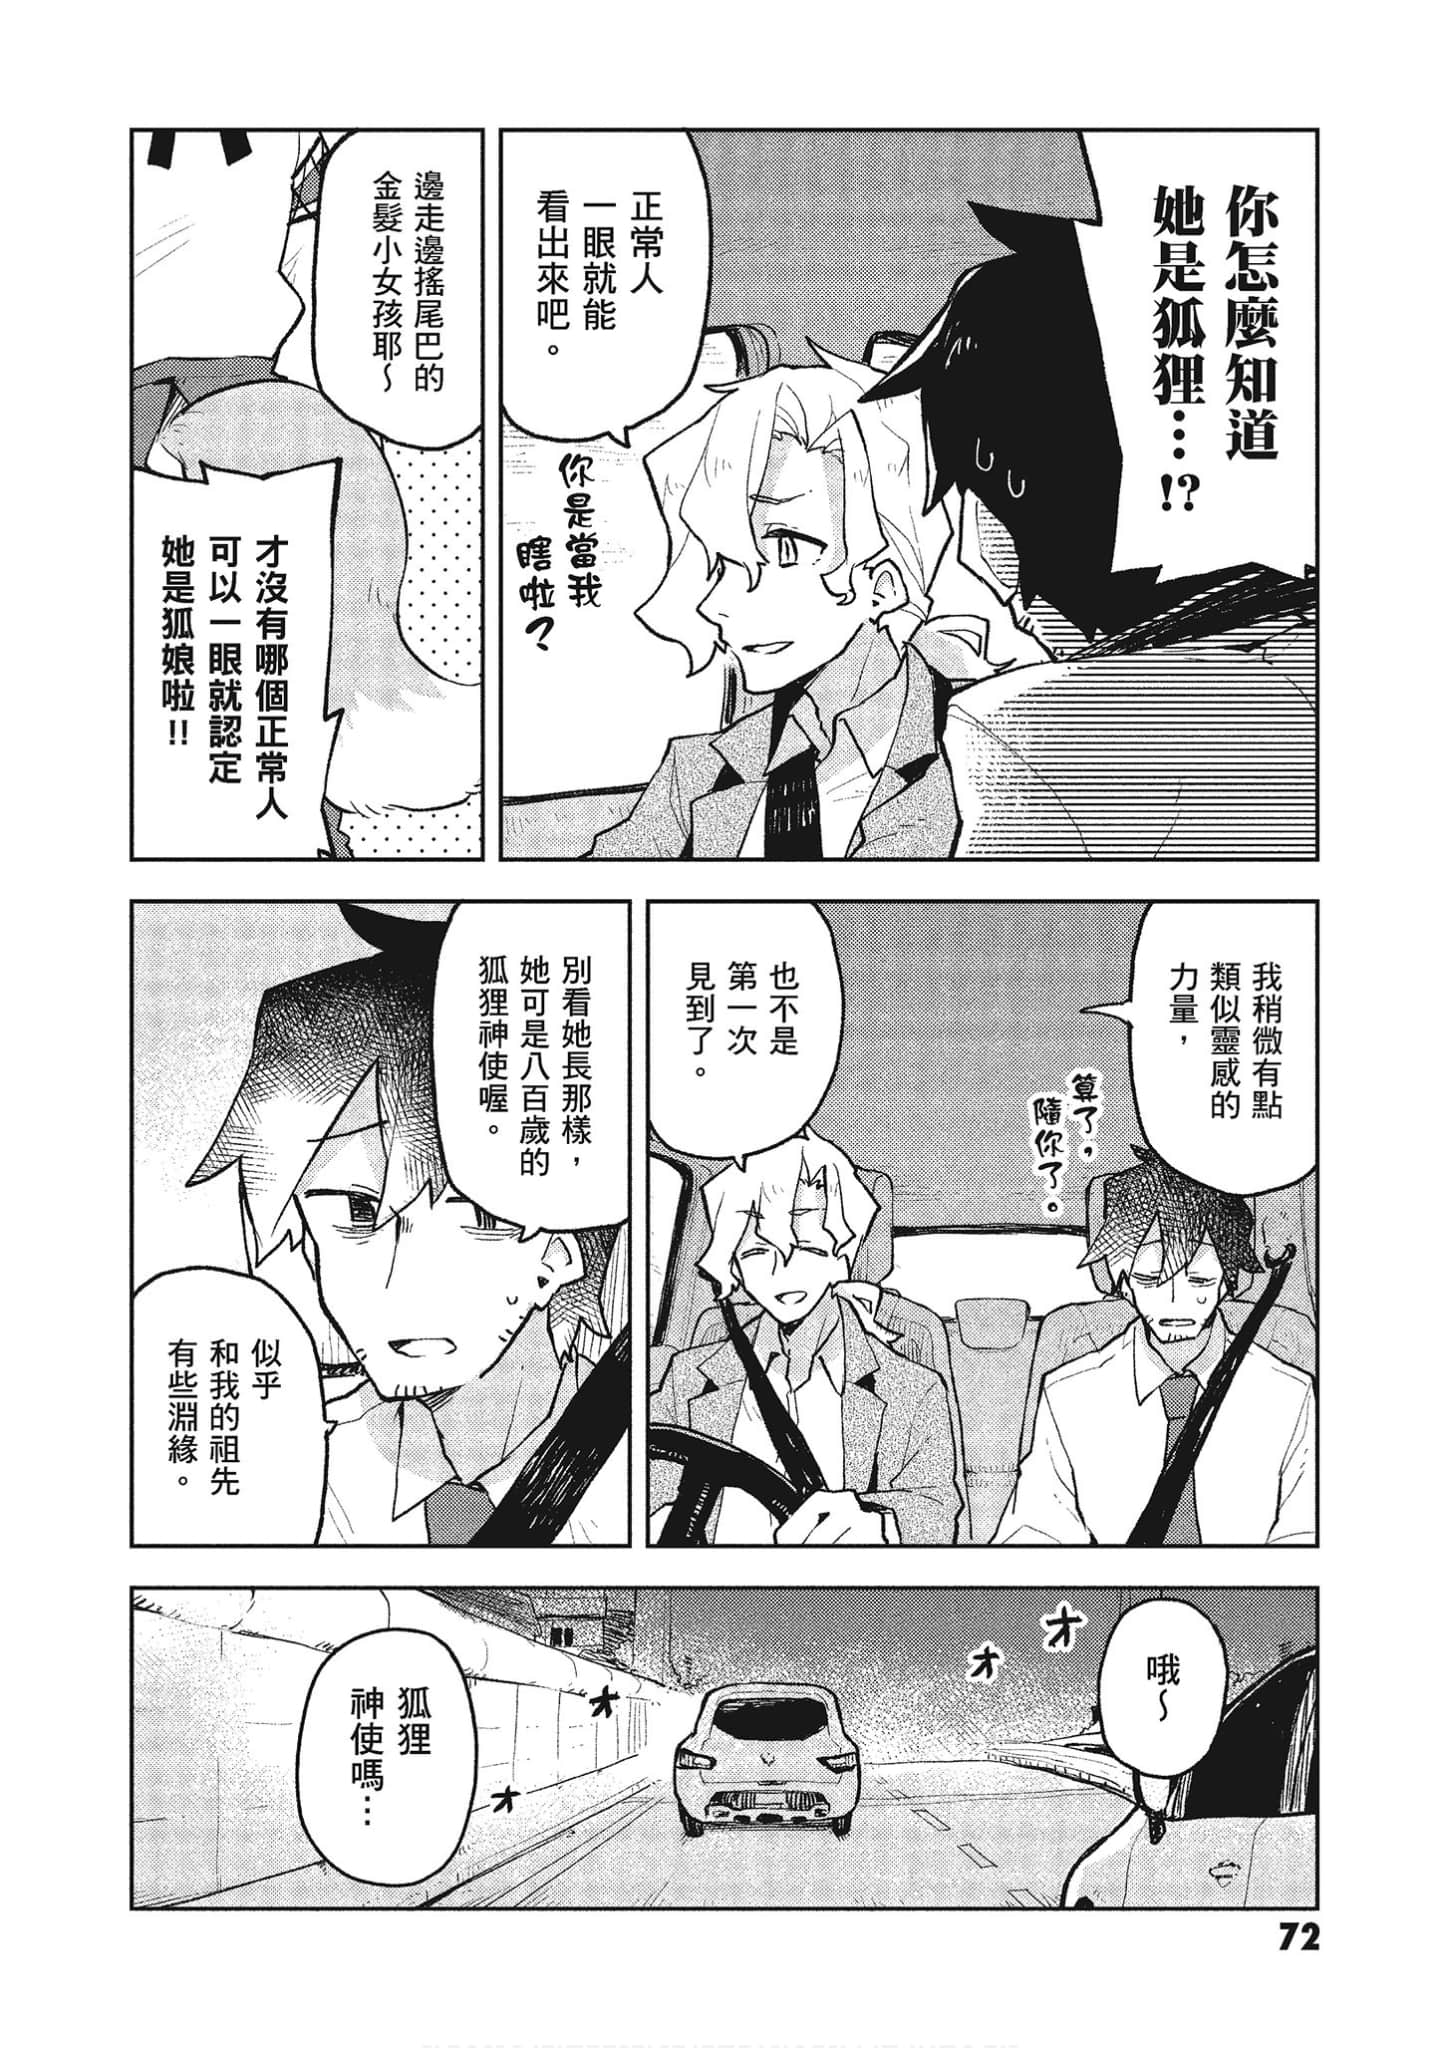 你怎麼知道
她是狐狸…!?
正常人
一眼就能
看出來吧。
你是當我
瞎啦?
邊走邊搖尾巴的
金髮小女孩耶～
才沒有哪個正常人
可以一眼就認定
她是狐娘啦!!
我稍微有點
類似靈感的
力量，
算了，
隨你了。
也不是
第一次
見到了。
別看她長那樣，
她可是八百歲的
狐狸神使喔。
似乎
和我的祖先
有些淵緣。
哦～
狐狸
神使嗎…
72